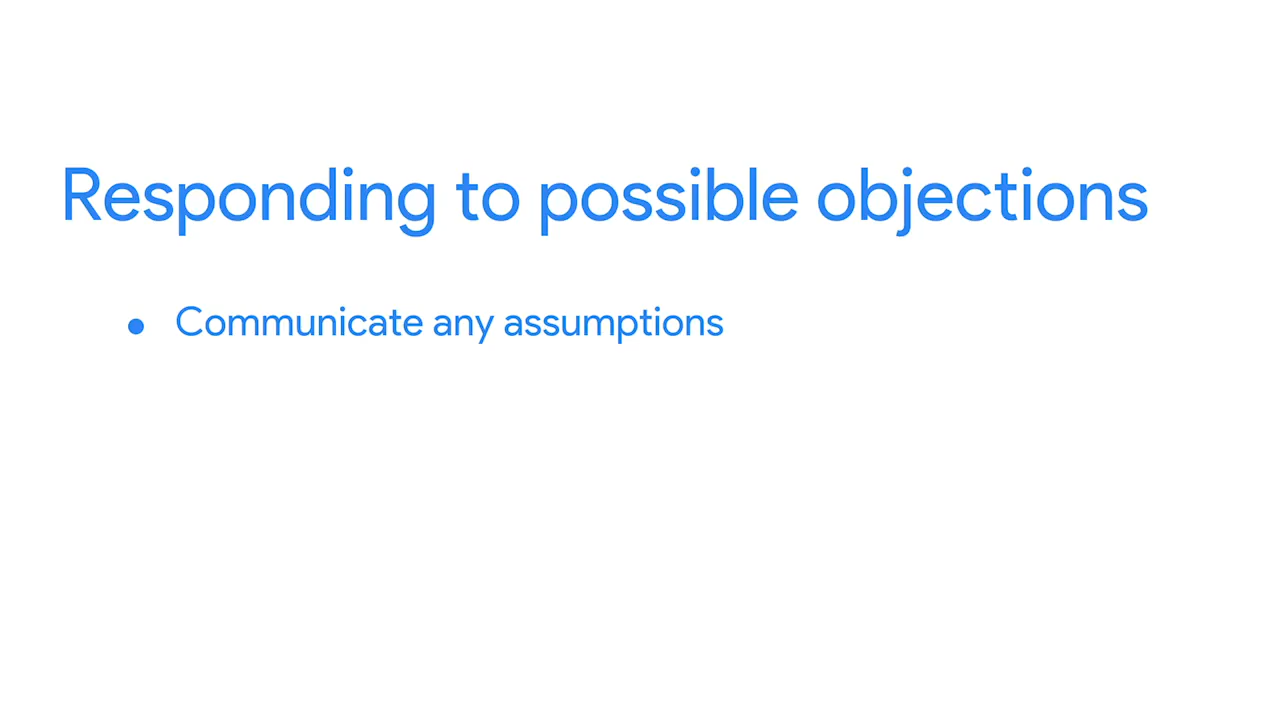 Responding to possible objections
● Communicate any assumptions